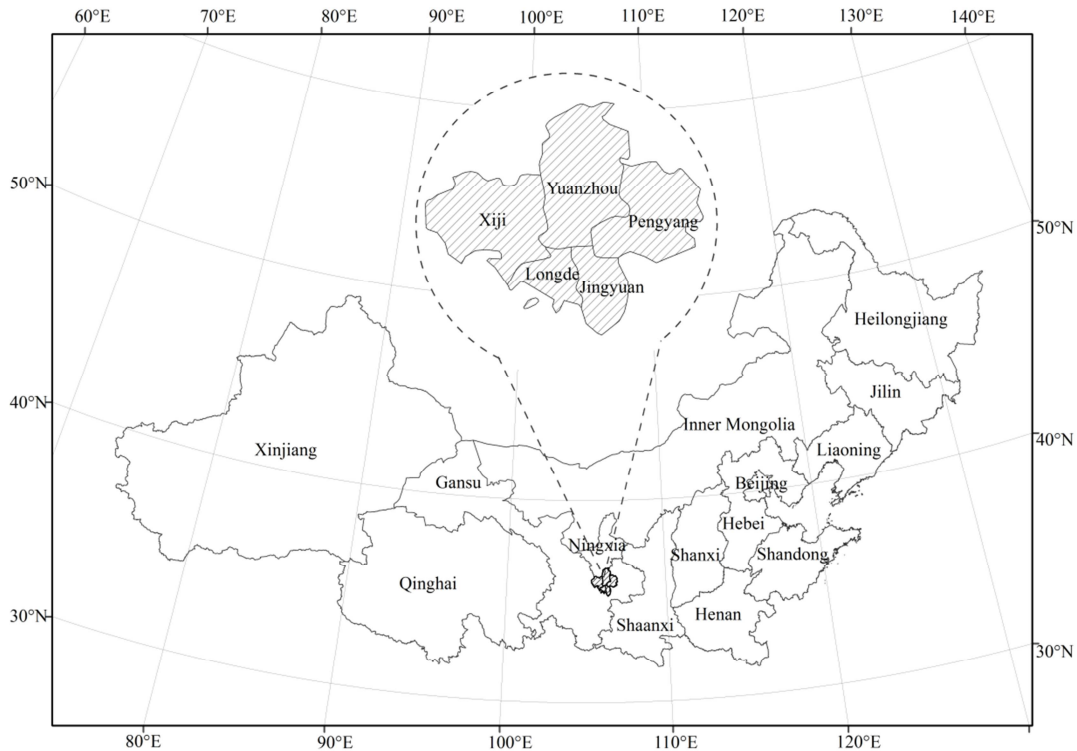 60°E
70°E
80°E
90°E
100°E
110°E
120°E
130°E
140°E
50°N
50°N
40°N
40°N
30°N
30°N
Yuanzhou
Xiji
Pengyang
Longde
Jingyuan
Heilongjiang
Jilin
Inner Mongolia
Liaoning
Xinjiang
Gansu
Beijing
Hebei
Ningxia
Shanxi
Shandong
Qinghai
Henan
Shaanxi
80°E
90°E
100°E
110°E
120°E